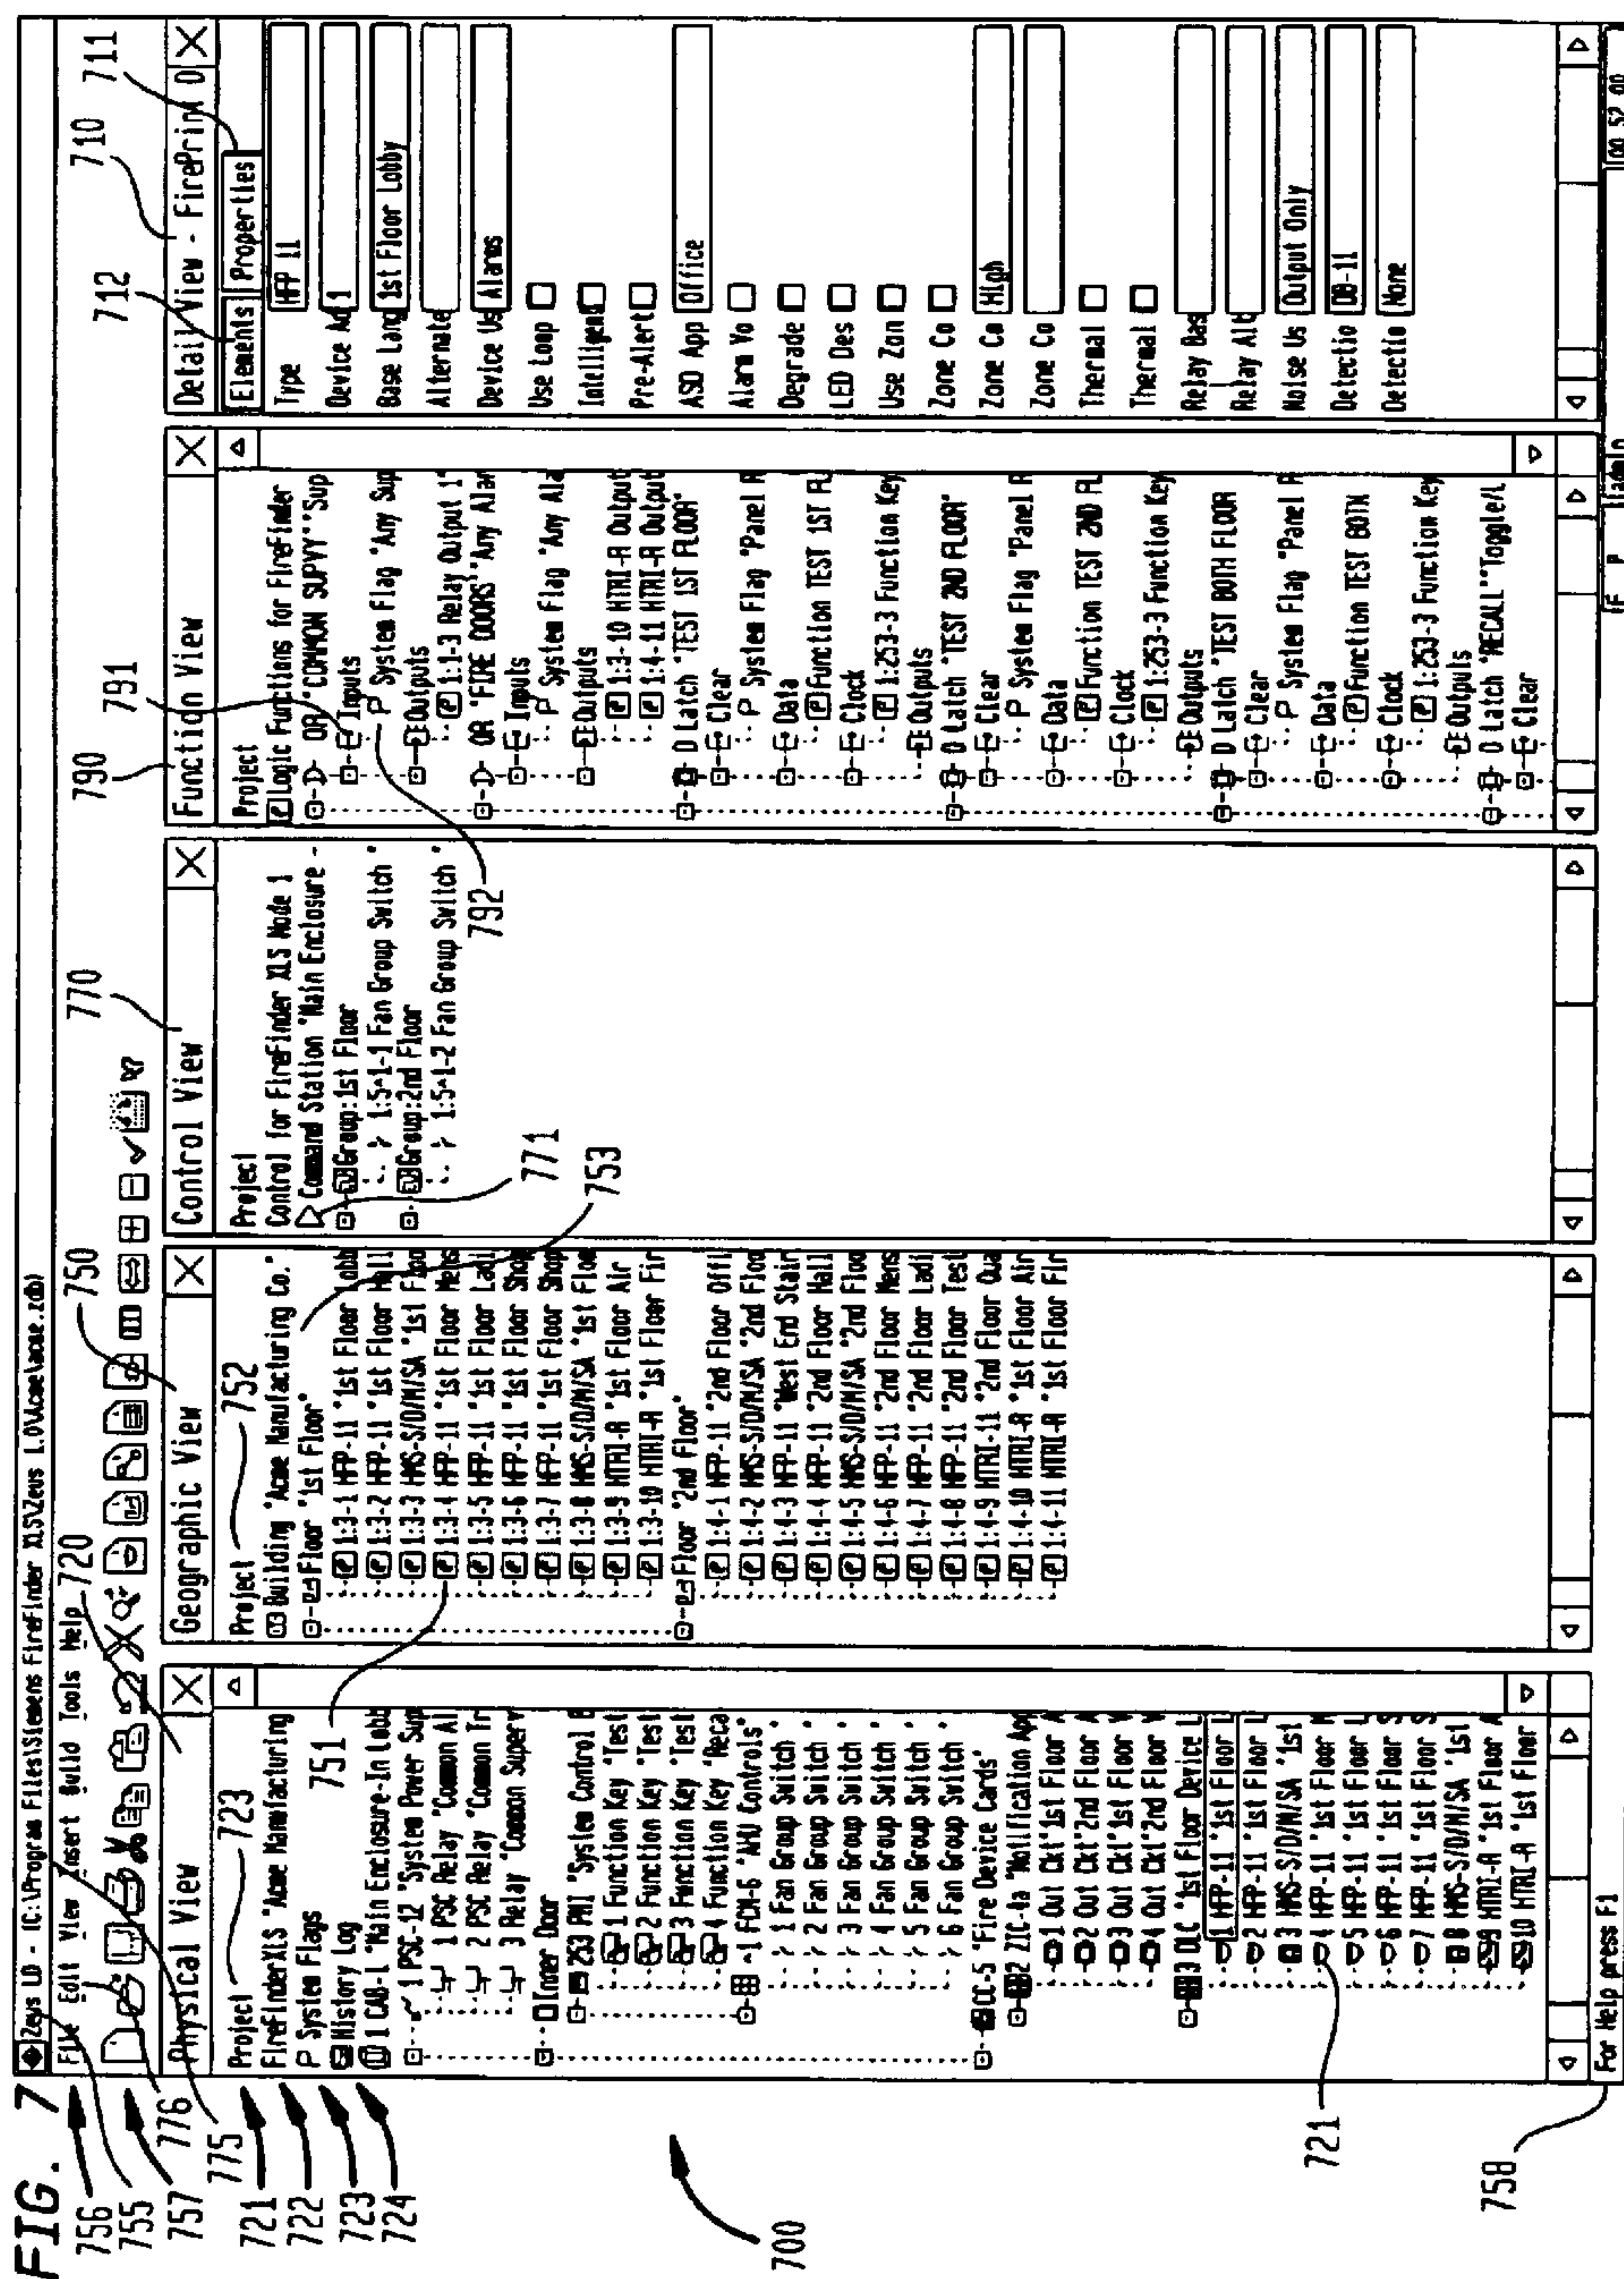 FIG. 7
Zeus LD - [C:\Program Files\Siemens FireFinder XLS\Zeus 1.0\Acme\acme.zdb]
File Edit View Insert Build Tools Help
756
755
757
776
775
721
722
723
724
700
721
758
720
750
770
790
791
792
710
711
712
723
751
752
753
771
Physical View
Project
FireFinderXLS "Acme Manufacturing
System Flags
History Log
1 CAB-1 "Main Enclosure-In Lobb
1 PSC-12 "System Power Sup
1 PSC Relay "Common Al
2 PSC Relay "Common Tr
3 Relay "Common Superv
Inner Door
253 PMI "System Control B
1 Function Key "Test
2 Function Key "Test
3 Function Key "Test
4 Function Key "Reca
1 FCM-6 "AHU Controls"
1 Fan Group Switch "
2 Fan Group Switch "
3 Fan Group Switch "
4 Fan Group Switch "
5 Fan Group Switch "
6 Fan Group Switch "
CC-5 "Fire Device Cards"
2 ZIC-4a "Notification App
1 Out Ckt"1st Floor A
2 Out Ckt"2nd Floor A
3 Out Ckt"1st Floor V
4 Out Ckt"2nd Floor V
3 DLC "1st Floor Device L
1 HFP-11 "1st Floor L
2 HFP-11 "1st Floor L
3 HMS-S/D/M/SA "1st
4 HFP-11 "1st Floor M
5 HFP-11 "1st Floor L
6 HFP-11 "1st Floor S
7 HFP-11 "1st Floor S
8 HMS-S/D/M/SA "1st
9 HTRI-R "1st Floor A
10 HTRI-R "1st Floor
Geographic View
Project
Building "Acme Manufacturing Co."
Floor "1st Floor"
1:3-1 HFP-11 "1st Floor Lobb
1:3-2 HFP-11 "1st Floor Hall
1:3-3 HMS-S/D/M/SA "1st Floo
1:3-4 HFP-11 "1st Floor Mens
1:3-5 HFP-11 "1st Floor Ladi
1:3-6 HFP-11 "1st Floor Shop
1:3-7 HFP-11 "1st Floor Shop
1:3-8 HMS-S/D/M/SA "1st Floo
1:3-9 HTRI-R "1st Floor Air
1:3-10 HTRI-R "1st Floor Fir
Floor "2nd Floor"
1:4-1 HFP-11 "2nd Floor Offi
1:4-2 HMS-S/D/M/SA "2nd Floo
1:4-3 HFP-11 "West End Stair
1:4-4 HFP-11 "2nd Floor Hall
1:4-5 HMS-S/D/M/SA "2nd Floo
1:4-6 HFP-11 "2nd Floor Mens
1:4-7 HFP-11 "2nd Floor Ladi
1:4-8 HFP-11 "2nd Floor Test
1:4-9 HTRI-11 "2nd Floor Qua
1:4-10 HTRI-R "1st Floor Air
1:4-11 HTRI-R "1st Floor Fir
Control View
Project
Control for FireFinder XLS Node 1
Command Station "Main Enclosure -
Group:1st Floor
1:5-1-1 Fan Group Switch "
Group:2nd Floor
1:5-1-2 Fan Group Switch "
Function View
Project
Logic Functions for FireFinder
OR "COMMON SUPVY" "Sup
Inputs
System Flag "Any Sup
Outputs
1:1-3 Relay Output 1"
OR "FIRE DOORS" "Any Alar
Inputs
System Flag "Any Ala
Outputs
1:3-10 HTRI-R Output
1:4-11 HTRI-R Output
D Latch "TEST 1ST FLOOR"
Clear
System Flag "Panel R
Data
Function TEST 1ST FL
Clock
1:253-3 Function Key
Outputs
D Latch "TEST 2ND FLOOR"
Clear
System Flag "Panel R
Data
Function TEST 2ND FL
Clock
1:253-3 Function Key
Outputs
D Latch "TEST BOTH FLOOR
Clear
System Flag "Panel R
Data
Function TEST BOTH
Clock
1:253-3 Function Key
Outputs
D Latch "RECALL" "Toggle/L
Clear
Detail View - FirePrint D
Elements Properties
Type HFP 11
Device Ad 1
Base Lang 1st Floor Lobby
Alternate
Device Us Alarms
Use Loop
Intelligent
Pre-Alert
ASD App Office
Alarm Vo
Degrade
LED Des
Use Zon
Zone Co
Zone Co High
Zone Co
Thermal
Thermal
Relay Bas
Relay Alt
Noise Us Output Only
Detectio DB-11
Detectio None
For Help press F1